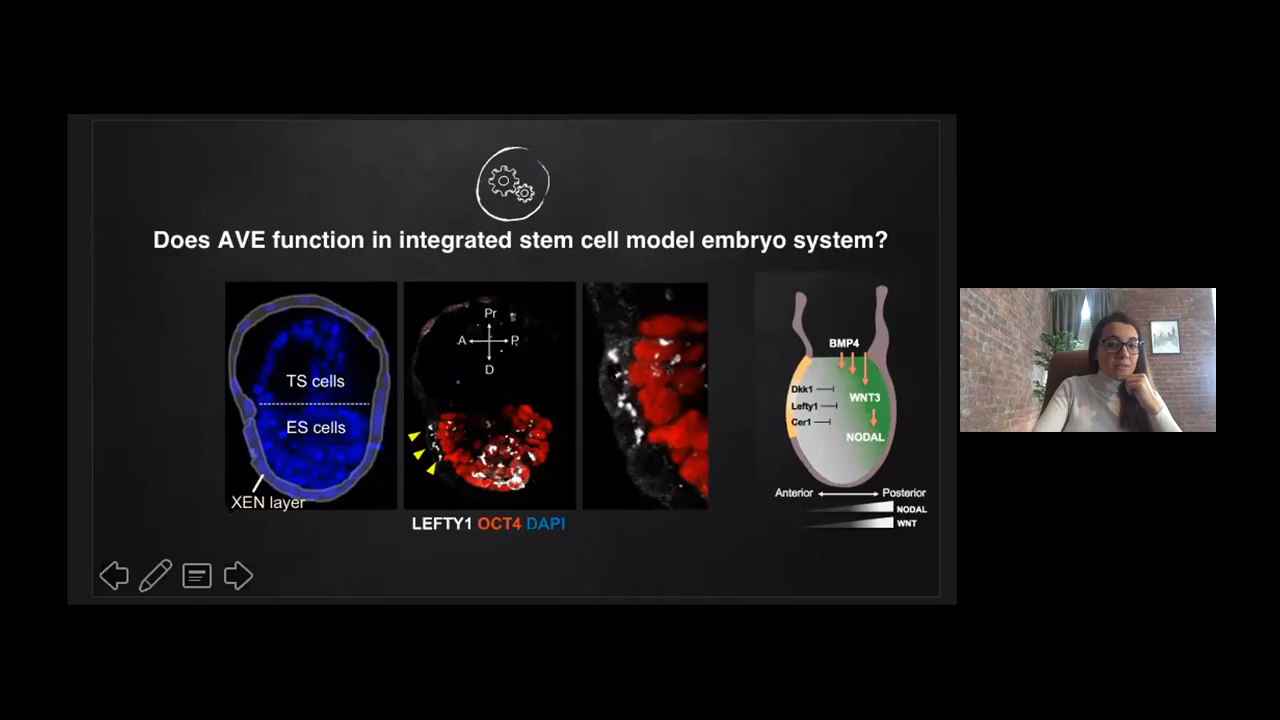 Does AVE function in integrated stem cell model embryo system?
TS cells
ES cells
XEN layer
Pr
A
P
D
LEFTY1 OCT4 DAPI
BMP4
Dkk1
WNT3
Lefty1
Cer1
NODAL
Anterior Posterior
NODAL
WNT